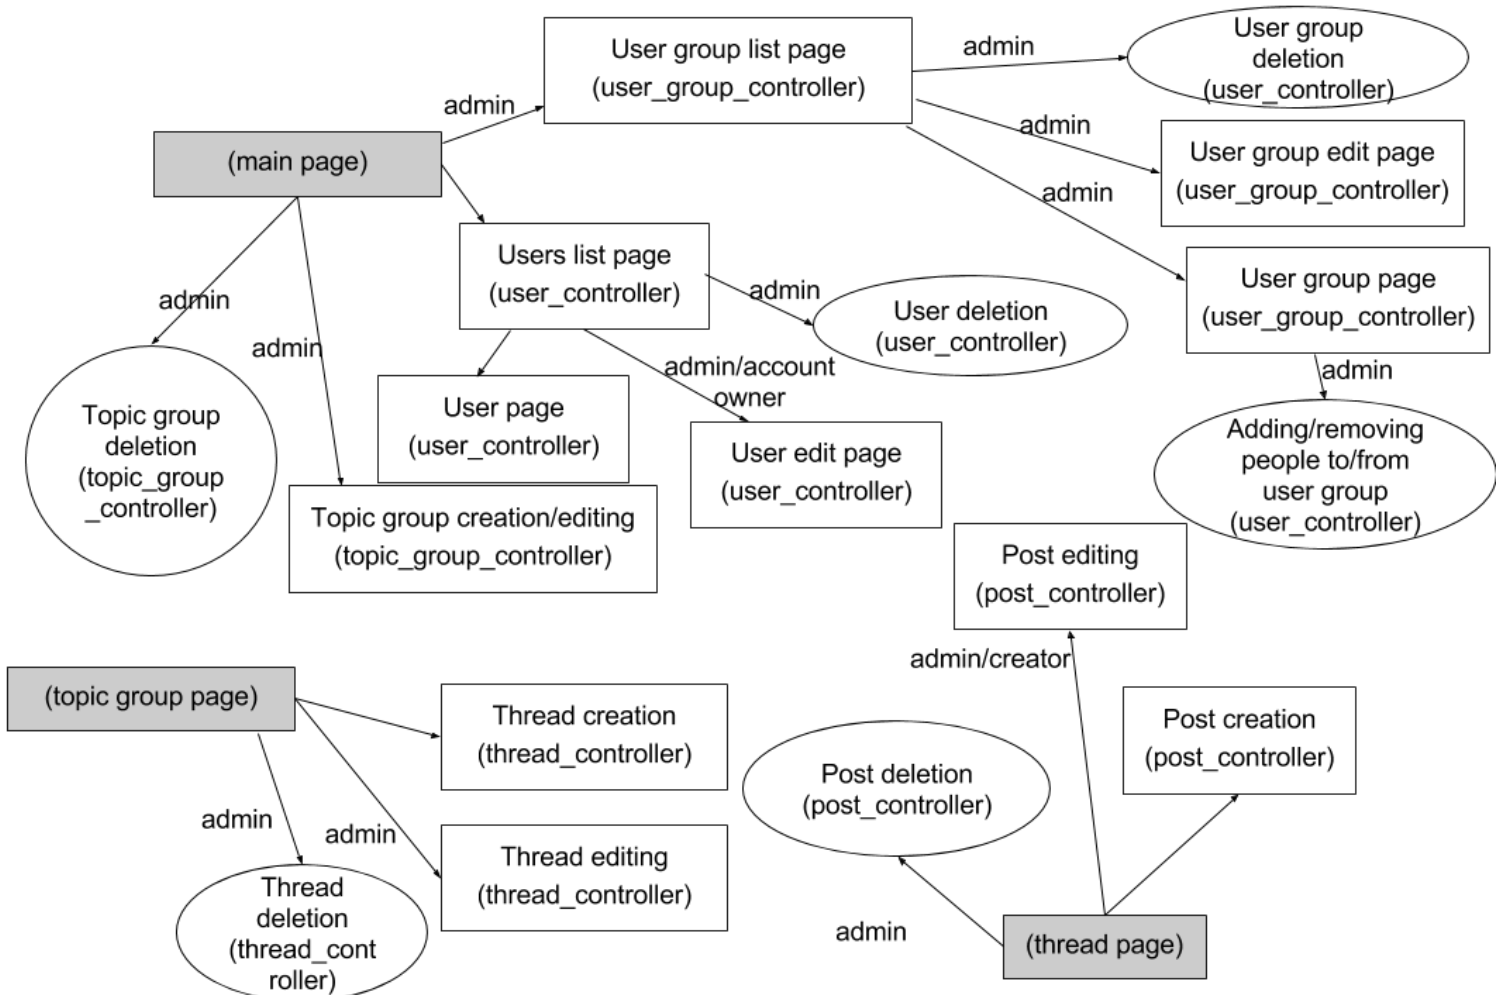 User group list page
(user_group_controller)
admin
User group
deletion
(user_controller)
admin
admin
User group edit page
(user_group_controller)
(main page)
admin
User group page
(user_group_controller)
Users list page
(user_controller)
admin
User deletion
(user_controller)
admin
admin
admin
admin/account
owner
admin
Topic group
deletion
(topic_group
_controller)
User page
(user_controller)
User edit page
(user_controller)
Adding/removing
people to/from
user group
(user_controller)
Topic group creation/editing
(topic_group_controller)
Post editing
(post_controller)
admin/creator
(topic group page)
Thread creation
(thread_controller)
Post creation
(post_controller)
Post deletion
(post_controller)
admin
admin
Thread editing
(thread_controller)
Thread
deletion
(thread_cont
roller)
admin
(thread page)